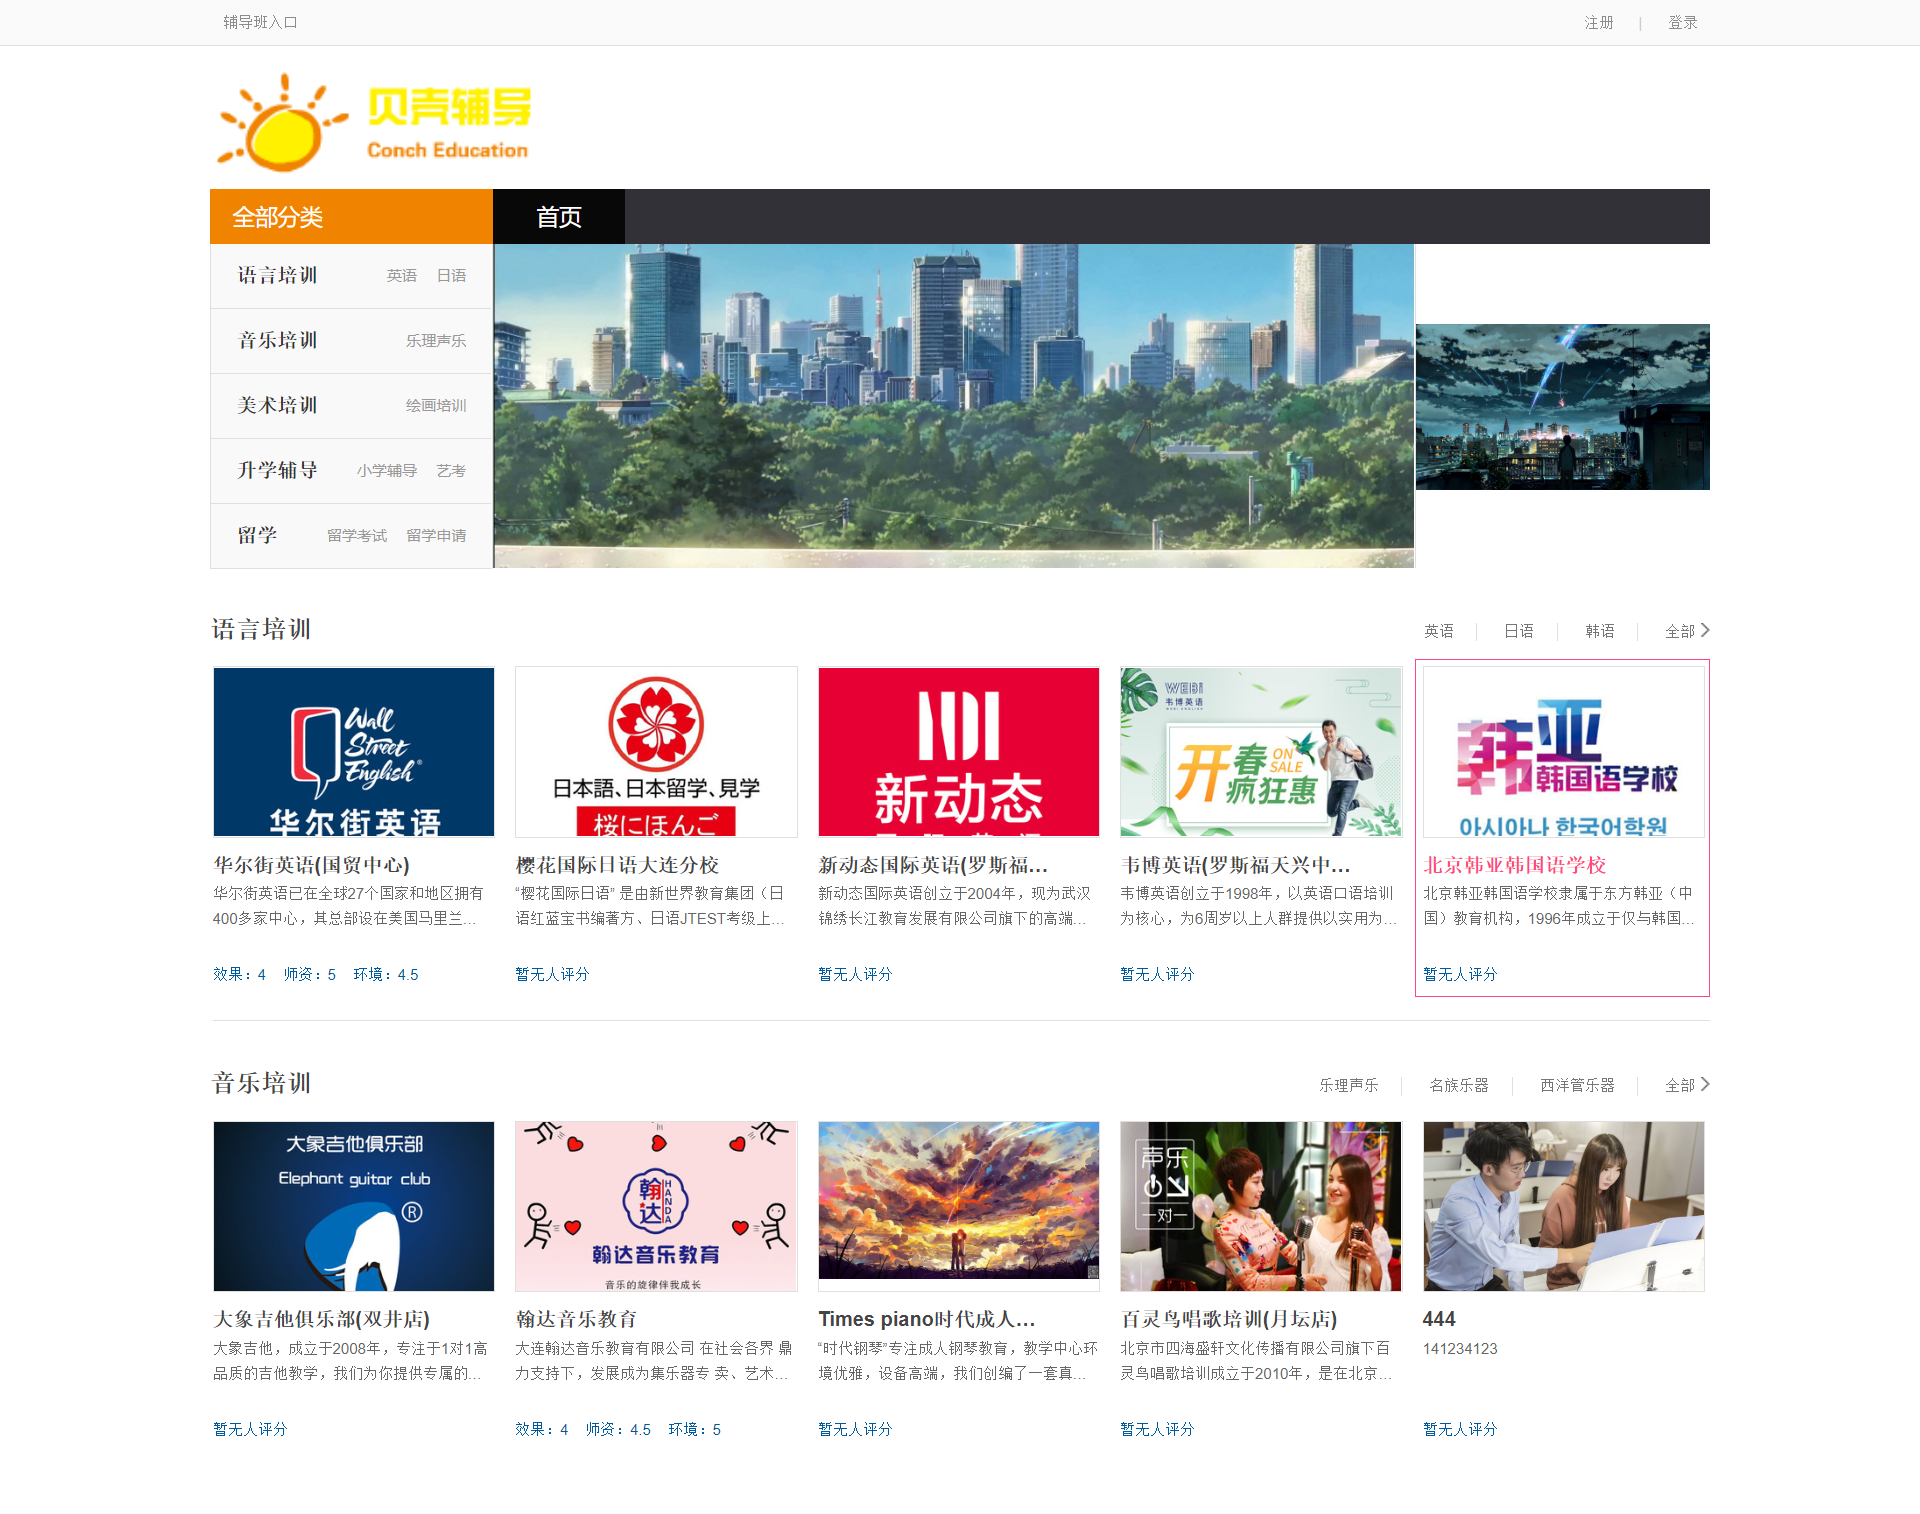 辅导班入口
注册 | 登录
贝壳辅导
Conch Education
全部分类
首页
语言培训 英语 日语
音乐培训 乐理声乐
美术培训 绘画培训
升学辅导 小学辅导 艺考
留学 留学考试 留学申请
语言培训
英语 日语 韩语 全部
Wall
Street
English
华尔街英语
日本語、日本留学、見学
桜にほんご
NDI
新动态
WEBi
韦博英语
开春
疯狂惠
ON
SALE
韩亚
韩国语学校
아시아나 한국어학원
华尔街英语(国贸中心)
华尔街英语已在全球27个国家和地区拥有
400多家中心，其总部设在美国马里兰...
效果：4 师资：5 环境：4.5
樱花国际日语大连分校
“樱花国际日语” 是由新世界教育集团（日
语红蓝宝书编著方、日语JTEST考级上...
暂无人评分
新动态国际英语(罗斯福...
新动态国际英语创立于2004年，现为武汉
锦绣长江教育发展有限公司旗下的高端...
暂无人评分
韦博英语(罗斯福天兴中...
韦博英语创立于1998年，以英语口语培训
为核心，为6周岁以上人群提供以实用为...
暂无人评分
北京韩亚韩国语学校
北京韩亚韩国语学校隶属于东方韩亚（中
国）教育机构，1996年成立于仅与韩国...
暂无人评分
音乐培训
乐理声乐 名族乐器 西洋管乐器 全部
大象吉他俱乐部
Elephant guitar club
®
翰达
HANDA
翰达音乐教育
音乐的旋律伴我成长
声乐
一对一
大象吉他俱乐部(双井店)
大象吉他，成立于2008年，专注于1对1高
品质的吉他教学，我们为你提供专属的...
暂无人评分
翰达音乐教育
大连翰达音乐教育有限公司 在社会各界 鼎
力支持下，发展成为集乐器专 卖、艺术...
效果：4 师资：4.5 环境：5
Times piano时代成人...
“时代钢琴”专注成人钢琴教育，教学中心环
境优雅，设备高端，我们创编了一套真...
暂无人评分
百灵鸟唱歌培训(月坛店)
北京市四海盛轩文化传播有限公司旗下百
灵鸟唱歌培训成立于2010年，是在北京...
暂无人评分
444
141234123
暂无人评分